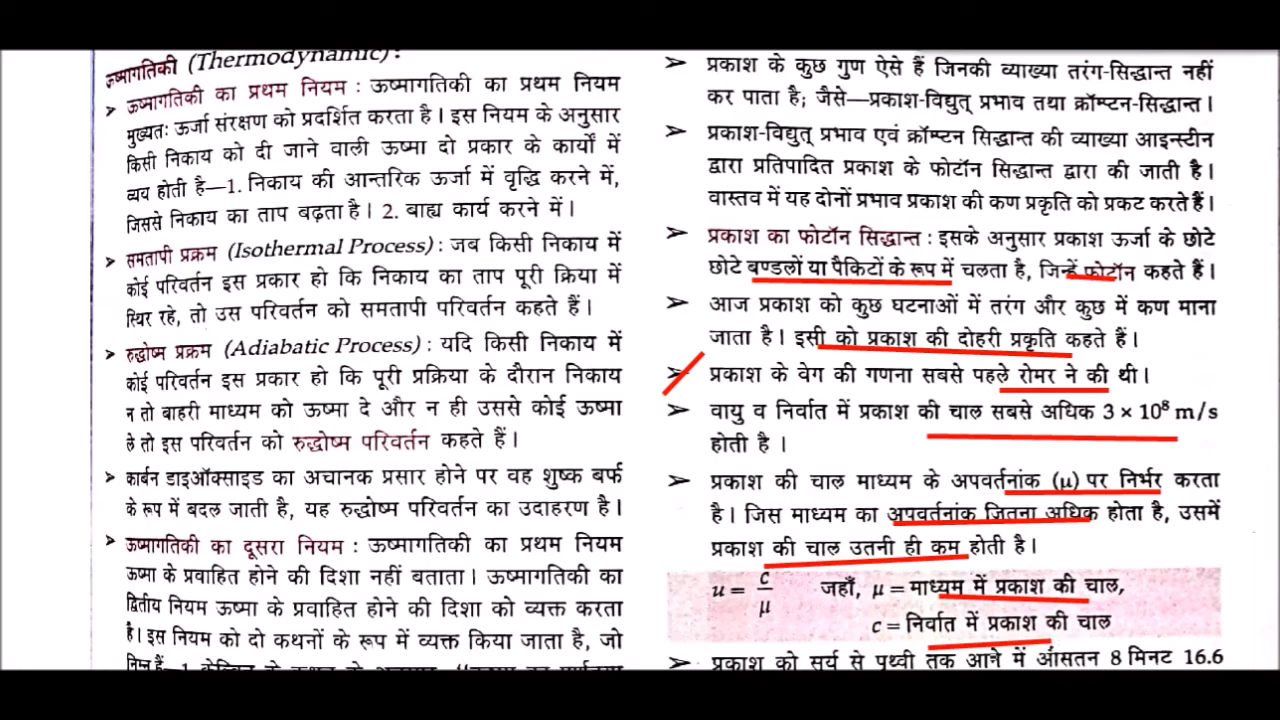 ऊष्मागतिकी (Thermodynamic) :
➢ ऊष्मागतिकी का प्रथम नियम : ऊष्मागतिकी का प्रथम नियम
मुख्यतः ऊर्जा संरक्षण को प्रदर्शित करता है। इस नियम के अनुसार
किसी निकाय को दी जाने वाली ऊष्मा दो प्रकार के कार्यों में
व्यय होती है—1. निकाय की आन्तरिक ऊर्जा में वृद्धि करने में,
जिससे निकाय का ताप बढ़ता है। 2. बाह्य कार्य करने में।
➢ समतापी प्रक्रम (Isothermal Process) : जब किसी निकाय में
कोई परिवर्तन इस प्रकार हो कि निकाय का ताप पूरी क्रिया में
स्थिर रहे, तो उस परिवर्तन को समतापी परिवर्तन कहते हैं।
➢ रुद्धोष्म प्रक्रम (Adiabatic Process) : यदि किसी निकाय में
कोई परिवर्तन इस प्रकार हो कि पूरी प्रक्रिया के दौरान निकाय
न तो बाहरी माध्यम को ऊष्मा दे और न ही उससे कोई ऊष्मा
ले तो इस परिवर्तन को रुद्धोष्म परिवर्तन कहते हैं।
➢ कार्बन डाइऑक्साइड का अचानक प्रसार होने पर वह शुष्क बर्फ
के रूप में बदल जाती है, यह रुद्धोष्म परिवर्तन का उदाहरण है।
➢ ऊष्मागतिकी का दूसरा नियम : ऊष्मागतिकी का प्रथम नियम
ऊष्मा के प्रवाहित होने की दिशा नहीं बताता। ऊष्मागतिकी का
द्वितीय नियम ऊष्मा के प्रवाहित होने की दिशा को व्यक्त करता
है। इस नियम को दो कथनों के रूप में व्यक्त किया जाता है, जो
➢ प्रकाश के कुछ गुण ऐसे हैं जिनकी व्याख्या तरंग-सिद्धान्त नहीं
कर पाता है; जैसे—प्रकाश-विद्युत् प्रभाव तथा क्रॉम्प्टन-सिद्धान्त।
➢ प्रकाश-विद्युत् प्रभाव एवं क्रॉम्प्टन सिद्धान्त की व्याख्या आइन्स्टीन
द्वारा प्रतिपादित प्रकाश के फोटॉन सिद्धान्त द्वारा की जाती है।
वास्तव में यह दोनों प्रभाव प्रकाश की कण प्रकृति को प्रकट करते हैं।
➢ प्रकाश का फोटॉन सिद्धान्त : इसके अनुसार प्रकाश ऊर्जा के छोटे
छोटे बण्डलों या पैकिटों के रूप में चलता है, जिन्हें फोटॉन कहते हैं।
➢ आज प्रकाश को कुछ घटनाओं में तरंग और कुछ में कण माना
जाता है। इसी को प्रकाश की दोहरी प्रकृति कहते हैं।
➢ प्रकाश के वेग की गणना सबसे पहले रोमर ने की थी।
➢ वायु व निर्वात में प्रकाश की चाल सबसे अधिक 3 × 10⁸ m/s
होती है ।
➢ प्रकाश की चाल माध्यम के अपवर्तनांक (μ) पर निर्भर करता
है। जिस माध्यम का अपवर्तनांक जितना अधिक होता है, उसमें
प्रकाश की चाल उतनी ही कम होती है।
u = c/μ जहाँ, μ = माध्यम में प्रकाश की चाल,
c = निर्वात में प्रकाश की चाल
➢ प्रकाश को सूर्य से पृथ्वी तक आने में औसतन 8 मिनट 16.6